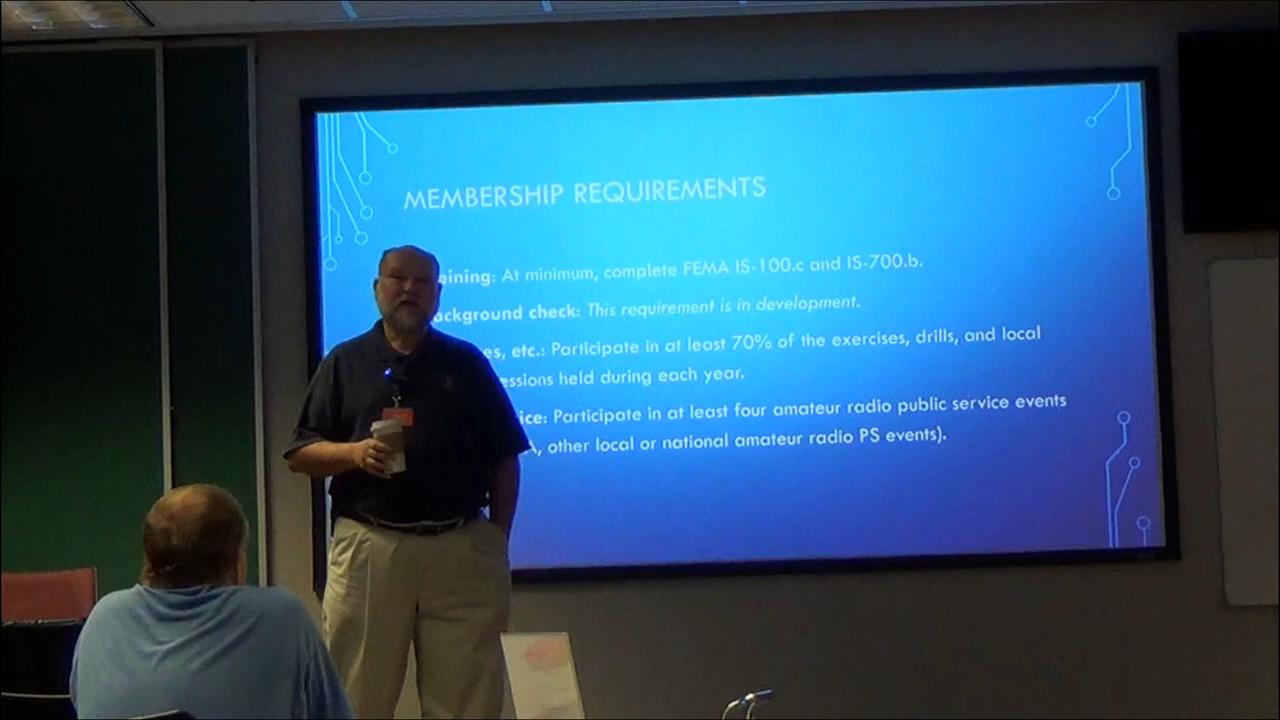 MEMBERSHIP REQUIREMENTS
aining: At minimum, complete FEMA IS-100.c and IS-700.b.
ackground check: This requirement is in development.
es, etc.: Participate in at least 70% of the exercises, drills, and local
essions held during each year.
ice: Participate in at least four amateur radio public service events
A, other local or national amateur radio PS events).